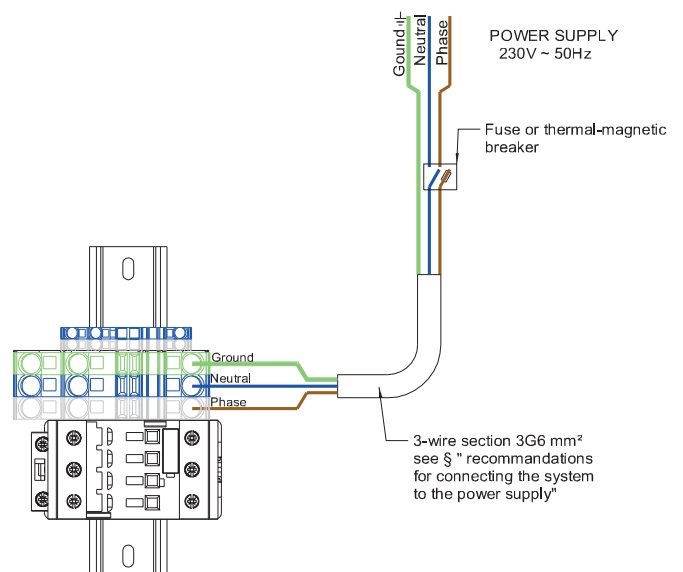 Gound
Neutral
Phase
POWER SUPPLY
230V ~ 50Hz
Fuse or thermal-magnetic
breaker
Ground
Neutral
Phase
3-wire section 3G6 mm²
see § " recommandations
for connecting the system
to the power supply"